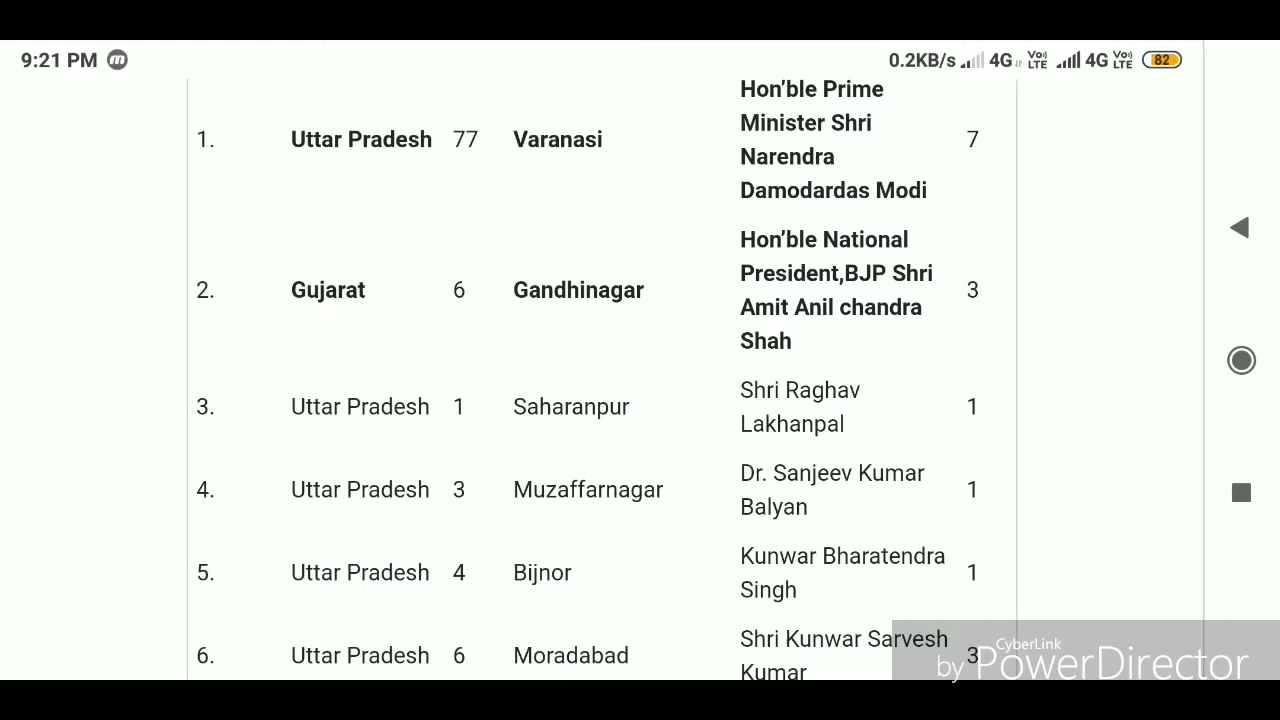 9:21 PM m 0.2KB/s 4G Vo) LTE 4G Vo) LTE 82
Hon’ble Prime
1. Uttar Pradesh 77 Varanasi Minister Shri 7
Narendra
Damodardas Modi
Hon’ble National
President,BJP Shri
2. Gujarat 6 Gandhinagar Amit Anil chandra 3
Shah
3. Uttar Pradesh 1 Saharanpur Shri Raghav 1
Lakhanpal
4. Uttar Pradesh 3 Muzaffarnagar Dr. Sanjeev Kumar 1
Balyan
5. Uttar Pradesh 4 Bijnor Kunwar Bharatendra 1
Singh
6. Uttar Pradesh 6 Moradabad Shri Kunwar Sarvesh 3
Kumar
CyberLink
by PowerDirector